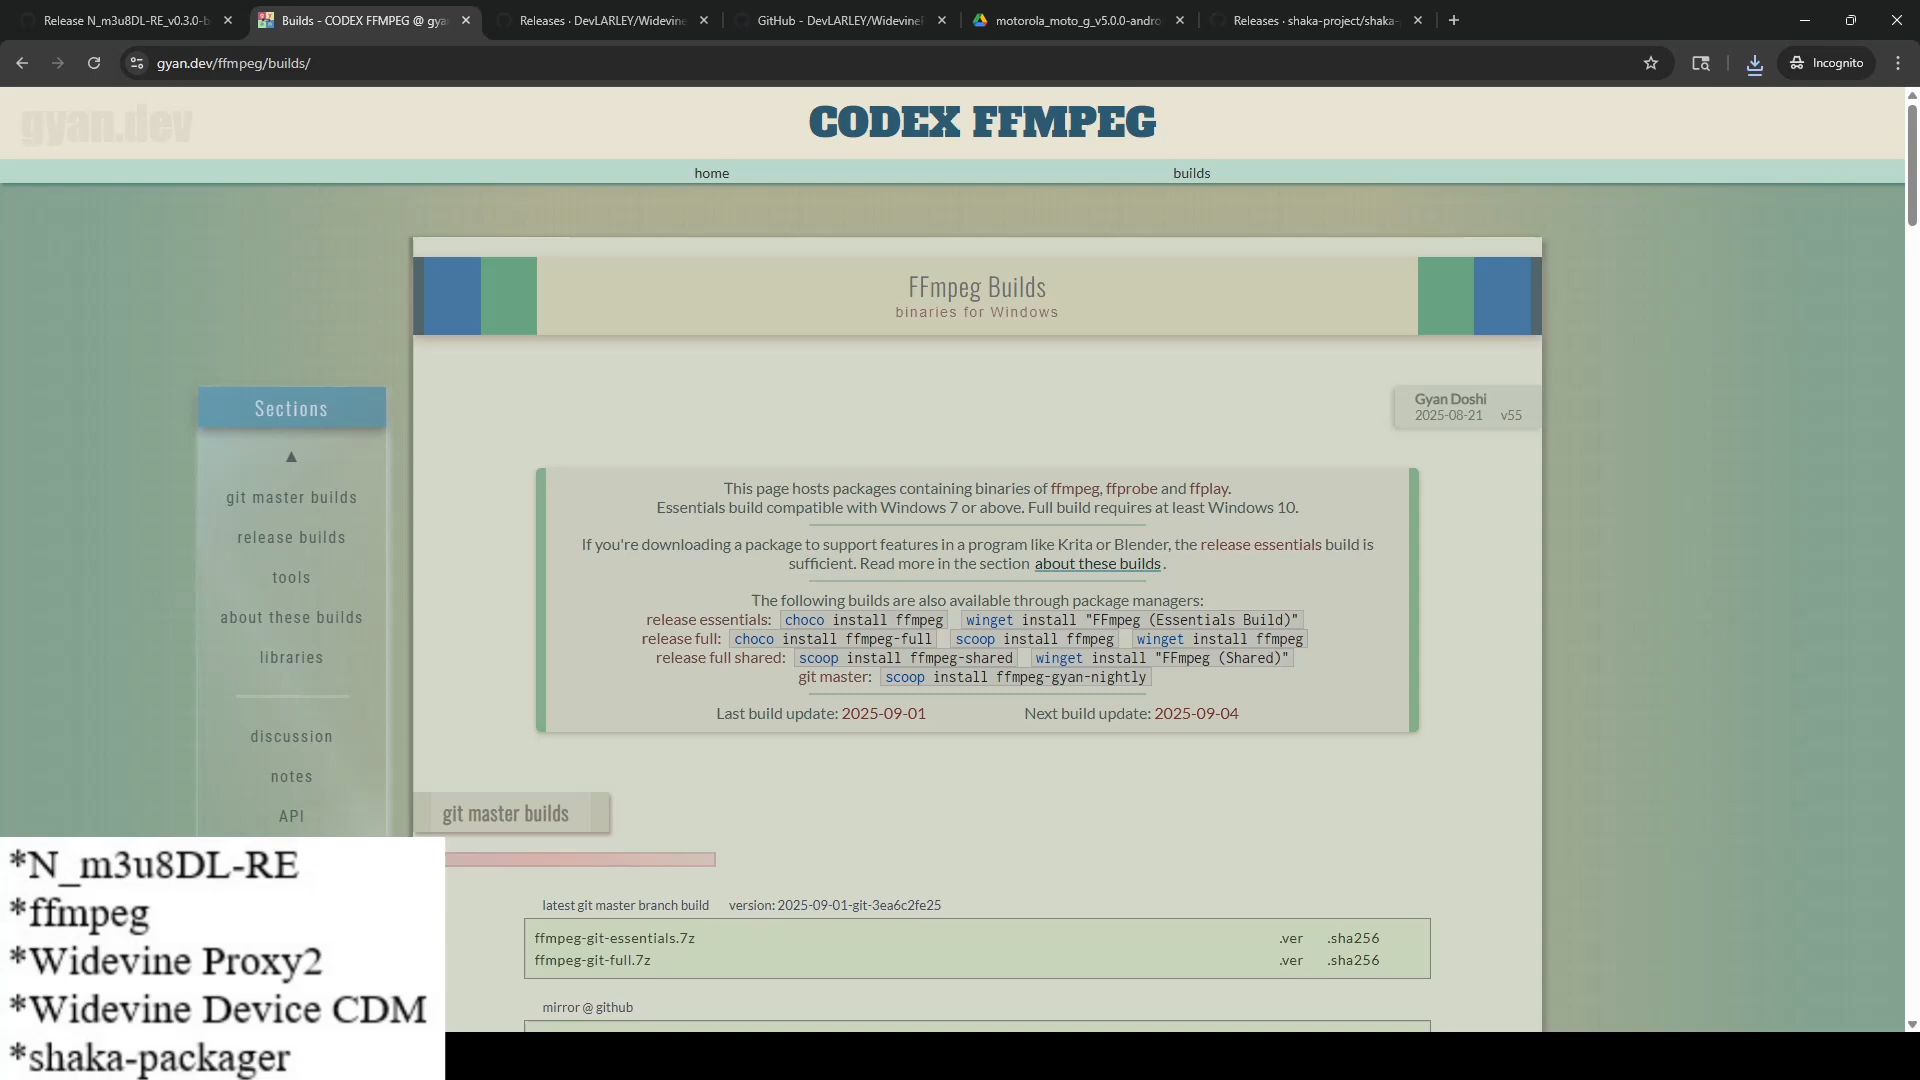 Release N_m3u8DL-RE_v0.3.0-b
Builds - CODEX FFMPEG @ gya
Releases · DevLARLEY/Widevine
GitHub - DevLARLEY/Widevinel
motorola_moto_g_v5.0.0-andro
Releases · shaka-project/shaka-
gyan.dev/ffmpeg/builds/
Incognito
gyan.dev
CODEX FFMPEG
home
builds
FFmpeg Builds
binaries for Windows
Sections
▲
git master builds
release builds
tools
about these builds
libraries
discussion
notes
API
Gyan Doshi
2025-08-21 v55
This page hosts packages containing binaries of ffmpeg, ffprobe and ffplay.
Essentials build compatible with Windows 7 or above. Full build requires at least Windows 10.
If you're downloading a package to support features in a program like Krita or Blender, the release essentials build is
sufficient. Read more in the section about these builds.
The following builds are also available through package managers:
release essentials: choco install ffmpeg winget install "FFmpeg (Essentials Build)"
release full: choco install ffmpeg-full scoop install ffmpeg winget install ffmpeg
release full shared: scoop install ffmpeg-shared winget install "FFmpeg (Shared)"
git master: scoop install ffmpeg-gyan-nightly
Last build update: 2025-09-01 Next build update: 2025-09-04
git master builds
latest git master branch build version: 2025-09-01-git-3ea6c2fe25
ffmpeg-git-essentials.7z .ver .sha256
ffmpeg-git-full.7z .ver .sha256
mirror @ github
*N_m3u8DL-RE
*ffmpeg
*Widevine Proxy2
*Widevine Device CDM
*shaka-packager